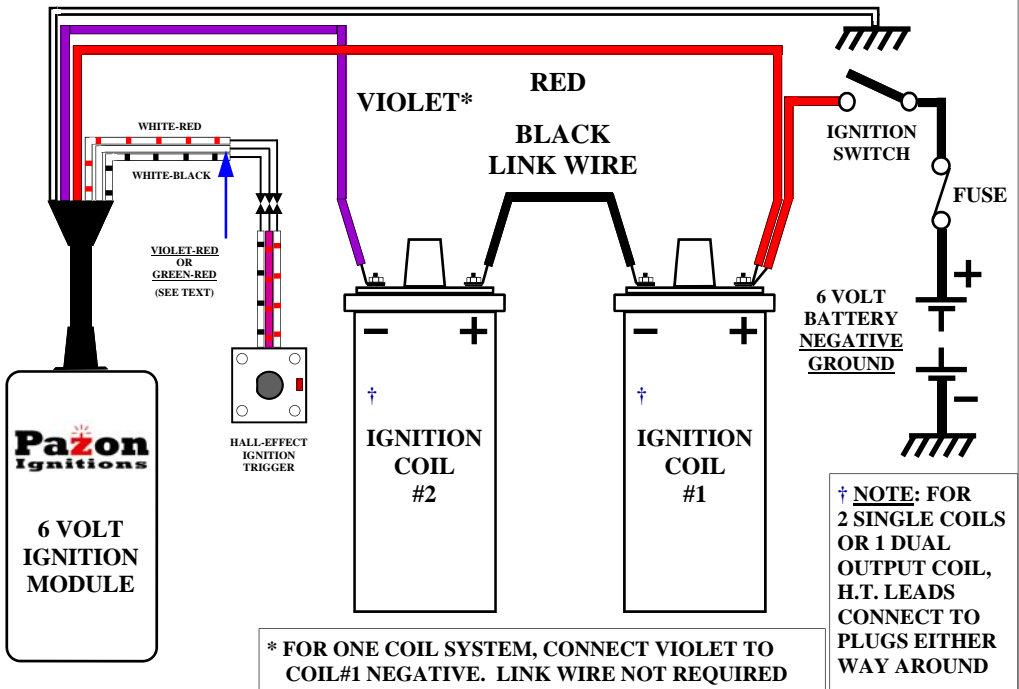 RED
VIOLET*
BLACK
LINK WIRE
IGNITION
SWITCH
FUSE
WHITE-RED
WHITE-BLACK
VIOLET-RED
OR
GREEN-RED
(SEE TEXT)
+
6 VOLT
BATTERY
NEGATIVE
GROUND
−
− +
− +
†
†
IGNITION
COIL
#2
IGNITION
COIL
#1
HALL-EFFECT
IGNITION
TRIGGER
Pazon
Ignitions
6 VOLT
IGNITION
MODULE
† NOTE: FOR
2 SINGLE COILS
OR 1 DUAL
OUTPUT COIL,
H.T. LEADS
CONNECT TO
PLUGS EITHER
WAY AROUND
* FOR ONE COIL SYSTEM, CONNECT VIOLET TO
COIL#1 NEGATIVE. LINK WIRE NOT REQUIRED